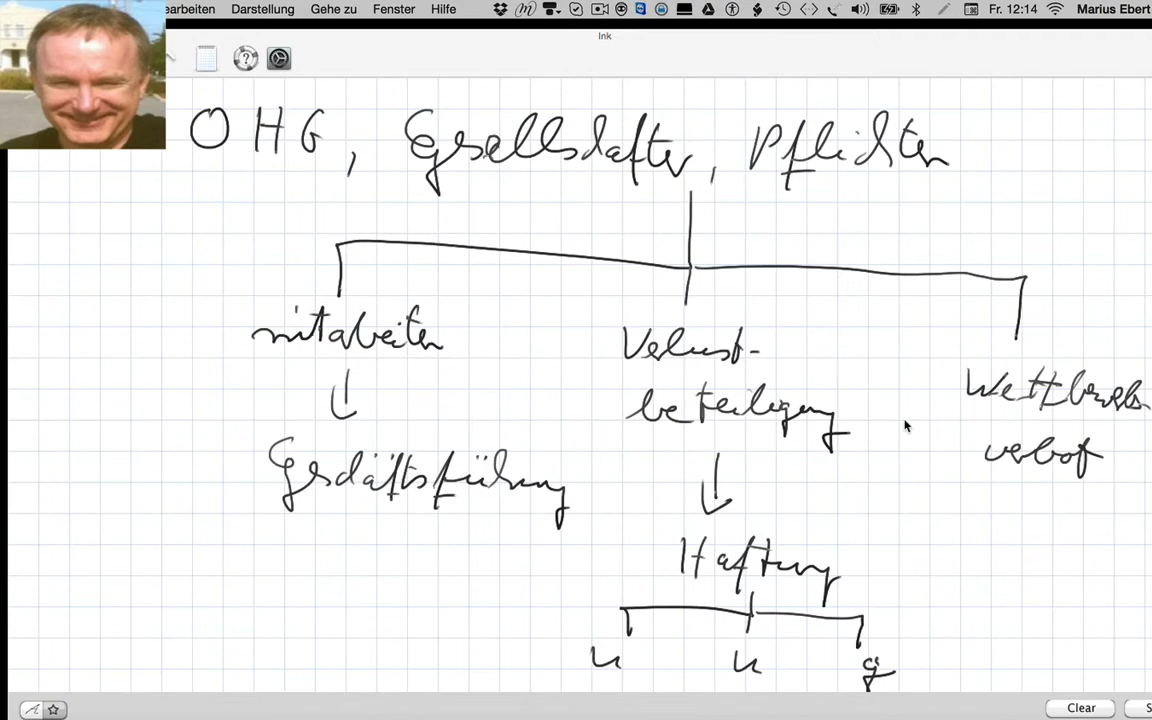 earbeiten Darstellung Gehe zu Fenster Hilfe Fr. 12:14 Marius Ebert
Ink
OHG, Gesellschafter, Pflichten
mitarbeiten
Verlust-
beteiligung
Wettbewerbs
verbot
Geschäftsführung
Haftung
u u g
Clear S